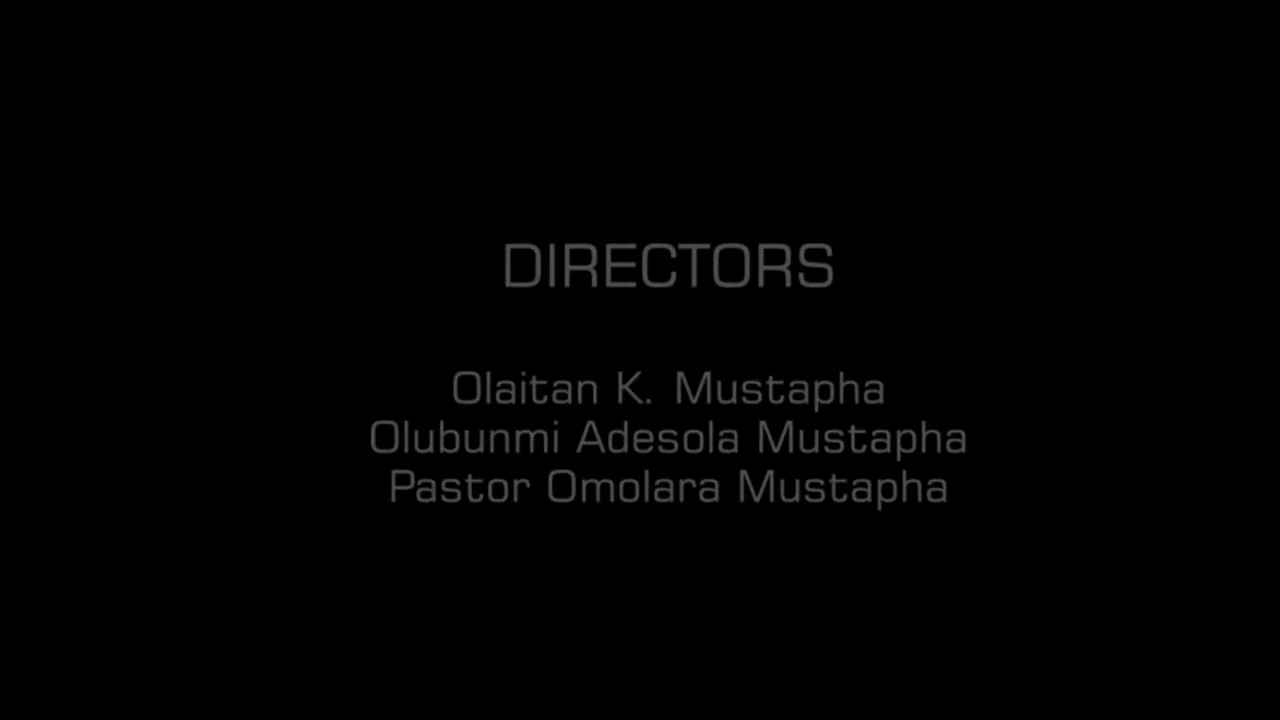 DIRECTORS
Olaitan K. Mustapha
Olubunmi Adesola Mustapha
Pastor Omolara Mustapha